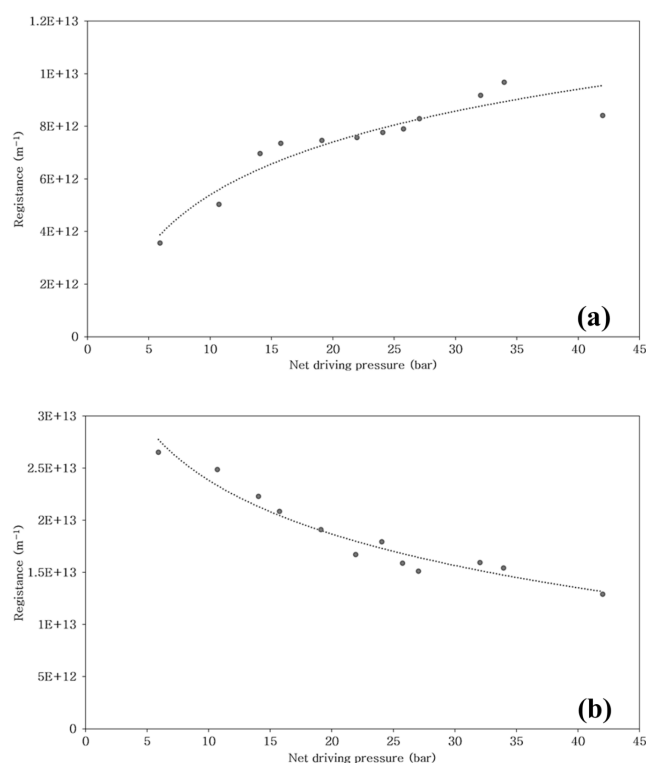 1.2E+13
1E+13
8E+12
6E+12
4E+12
2E+12
0
Registance (m⁻¹)
0 5 10 15 20 25 30 35 40 45
Net driving pressure (bar)
(a)
3E+13
2.5E+13
2E+13
1.5E+13
1E+13
5E+12
0
Registance (m⁻¹)
0 5 10 15 20 25 30 35 40 45
Net driving pressure (bar)
(b)